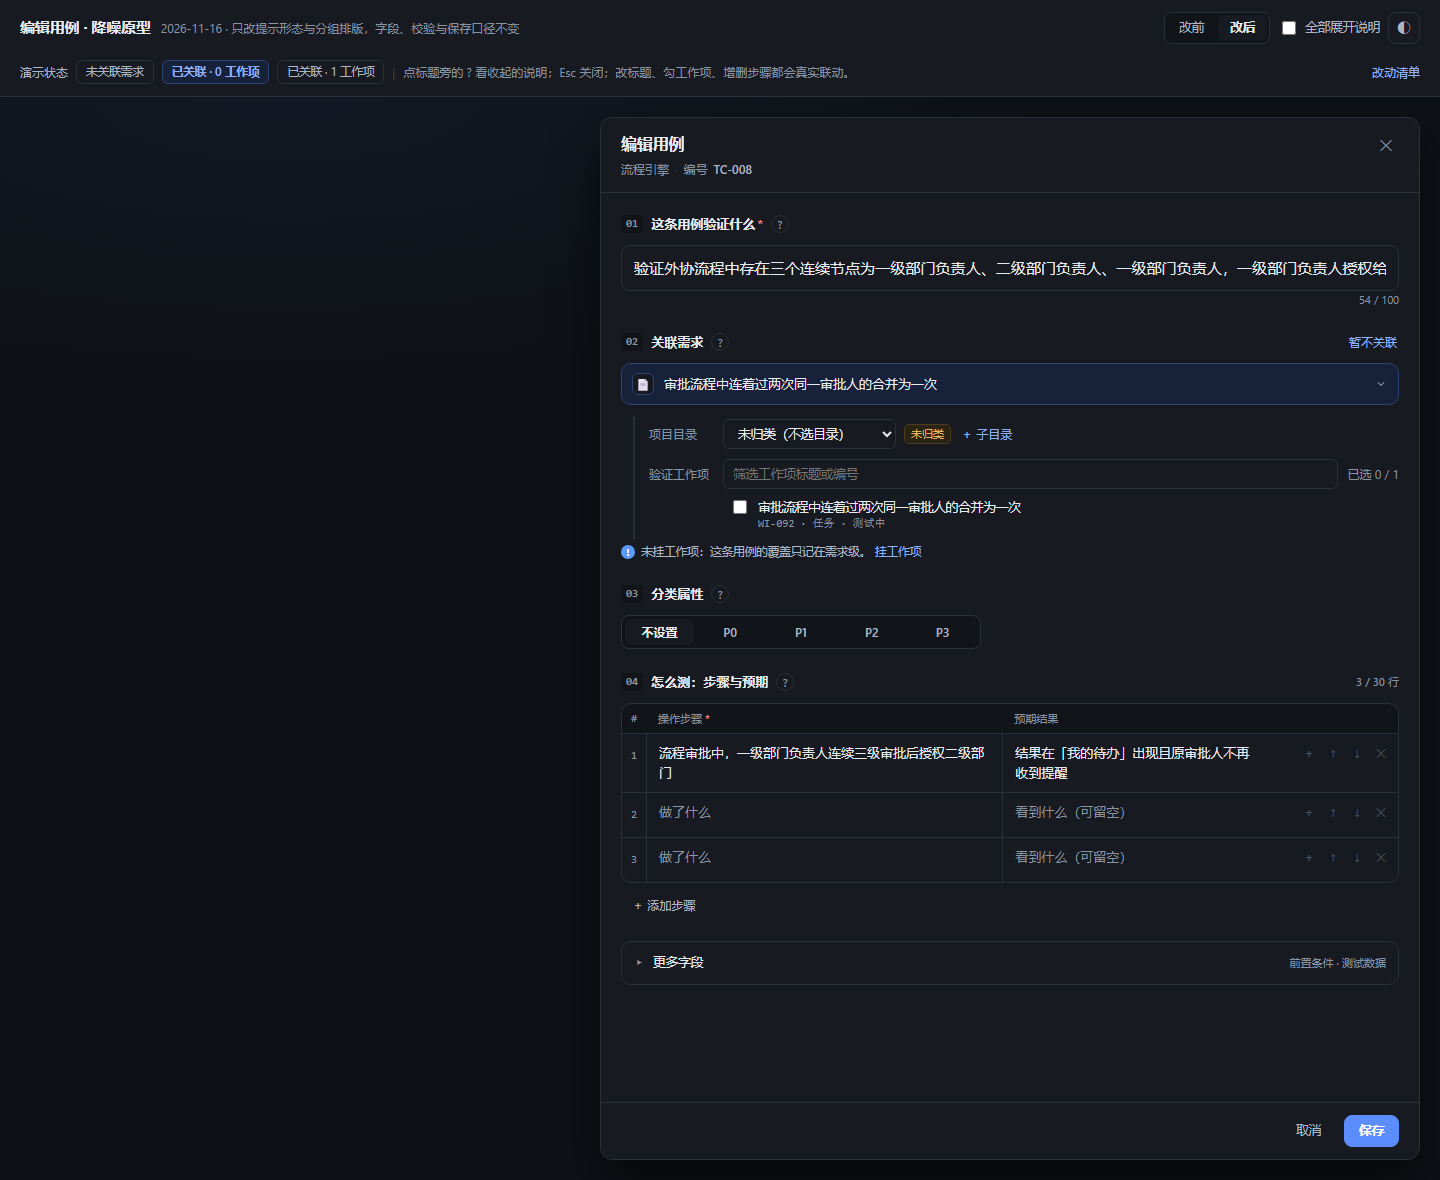 编辑用例 · 降噪原型 2026-11-16 · 只改提示形态与分组排版，字段、校验与保存口径不变 改前 改后 全部展开说明
演示状态 未关联需求 已关联 · 0 工作项 已关联 · 1 工作项 | 点标题旁的 ? 看收起的说明；Esc 关闭；改标题、勾工作项、增删步骤都会真实联动。 改动清单
编辑用例
流程引擎 · 编号 TC-008
01 这条用例验证什么* ?
验证外协流程中存在三个连续节点为一级部门负责人、二级部门负责人、一级部门负责人，一级部门负责人授权给
54 / 100
02 关联需求 ? 暂不关联
审批流程中连着过两次同一审批人的合并为一次
项目目录 未归类（不选目录） 未归类 + 子目录
验证工作项 筛选工作项标题或编号 已选 0 / 1
审批流程中连着过两次同一审批人的合并为一次
WI-092 · 任务 · 测试中
! 未挂工作项：这条用例的覆盖只记在需求级。 挂工作项
03 分类属性 ?
不设置 P0 P1 P2 P3
04 怎么测：步骤与预期 ? 3 / 30 行
# 操作步骤* 预期结果
1 流程审批中，一级部门负责人连续三级审批后授权二级部门 结果在「我的待办」出现且原审批人不再收到提醒 + ↑ ↓ ×
2 做了什么 看到什么（可留空） + ↑ ↓ ×
3 做了什么 看到什么（可留空） + ↑ ↓ ×
+ 添加步骤
更多字段 前置条件 · 测试数据
取消 保存